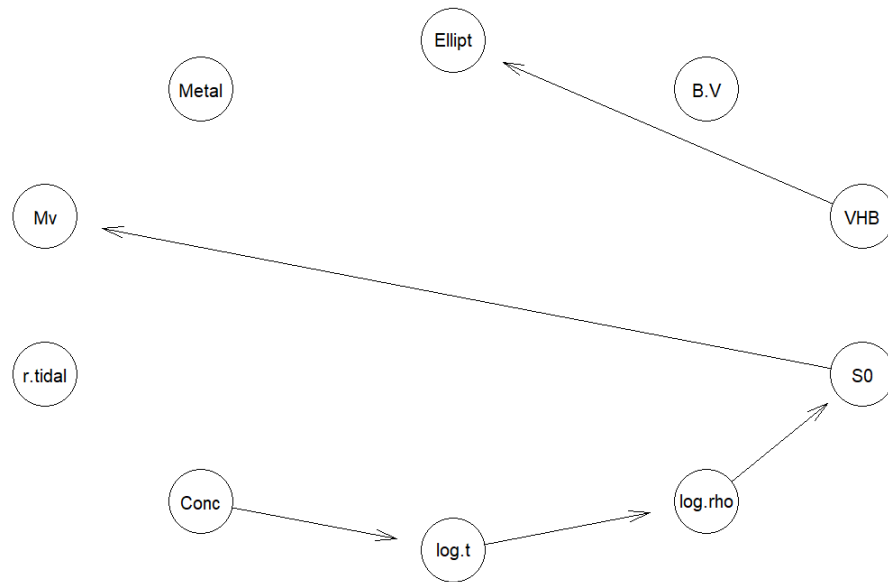 Ellipt
Metal
B.V
Mv
VHB
r.tidal
S0
Conc
log.rho
log.t